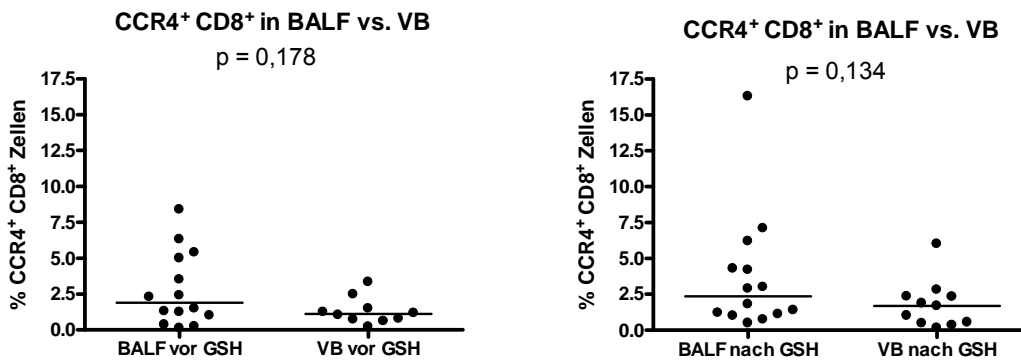 CCR4⁺ CD8⁺ in BALF vs. VB
p = 0,178
% CCR4⁺ CD8⁺ Zellen
17.5
15.0
12.5
10.0
7.5
5.0
2.5
0.0
BALF vor GSH
VB vor GSH
CCR4⁺ CD8⁺ in BALF vs. VB
p = 0,134
% CCR4⁺ CD8⁺ Zellen
17.5
15.0
12.5
10.0
7.5
5.0
2.5
0.0
BALF nach GSH
VB nach GSH